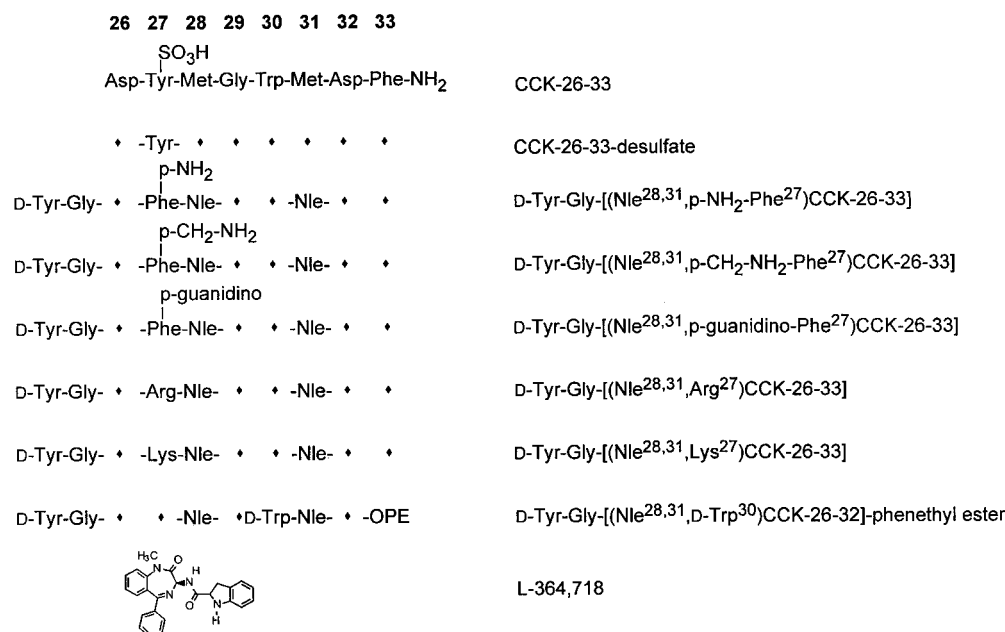 26 27 28 29 30 31 32 33
SO3H
Asp-Tyr-Met-Gly-Trp-Met-Asp-Phe-NH2 CCK-26-33
♦ -Tyr- ♦ ♦ ♦ ♦ ♦ ♦ CCK-26-33-desulfate
p-NH2
D-Tyr-Gly- ♦ -Phe-Nle- ♦ ♦ -Nle- ♦ ♦ D-Tyr-Gly-[(Nle28,31,p-NH2-Phe27)CCK-26-33]
p-CH2-NH2
D-Tyr-Gly- ♦ -Phe-Nle- ♦ ♦ -Nle- ♦ ♦ D-Tyr-Gly-[(Nle28,31,p-CH2-NH2-Phe27)CCK-26-33]
p-guanidino
D-Tyr-Gly- ♦ -Phe-Nle- ♦ ♦ -Nle- ♦ ♦ D-Tyr-Gly-[(Nle28,31,p-guanidino-Phe27)CCK-26-33]
D-Tyr-Gly- ♦ -Arg-Nle- ♦ ♦ -Nle- ♦ ♦ D-Tyr-Gly-[(Nle28,31,Arg27)CCK-26-33]
D-Tyr-Gly- ♦ -Lys-Nle- ♦ ♦ -Nle- ♦ ♦ D-Tyr-Gly-[(Nle28,31,Lys27)CCK-26-33]
D-Tyr-Gly- ♦ ♦ -Nle- ♦D-Trp-Nle- ♦ -OPE D-Tyr-Gly-[(Nle28,31,D-Trp30)CCK-26-32]-phenethyl ester
H3C O
N H
N
N
O N
H
L-364,718